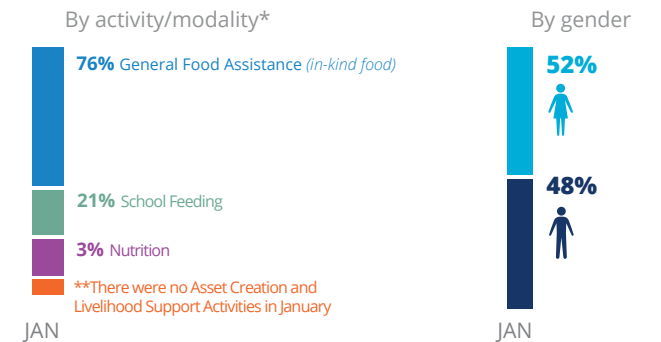 By activity/modality*
76% General Food Assistance (in-kind food)
21% School Feeding
3% Nutrition
**There were no Asset Creation and
Livelihood Support Activities in January
JAN
By gender
52%
48%
JAN